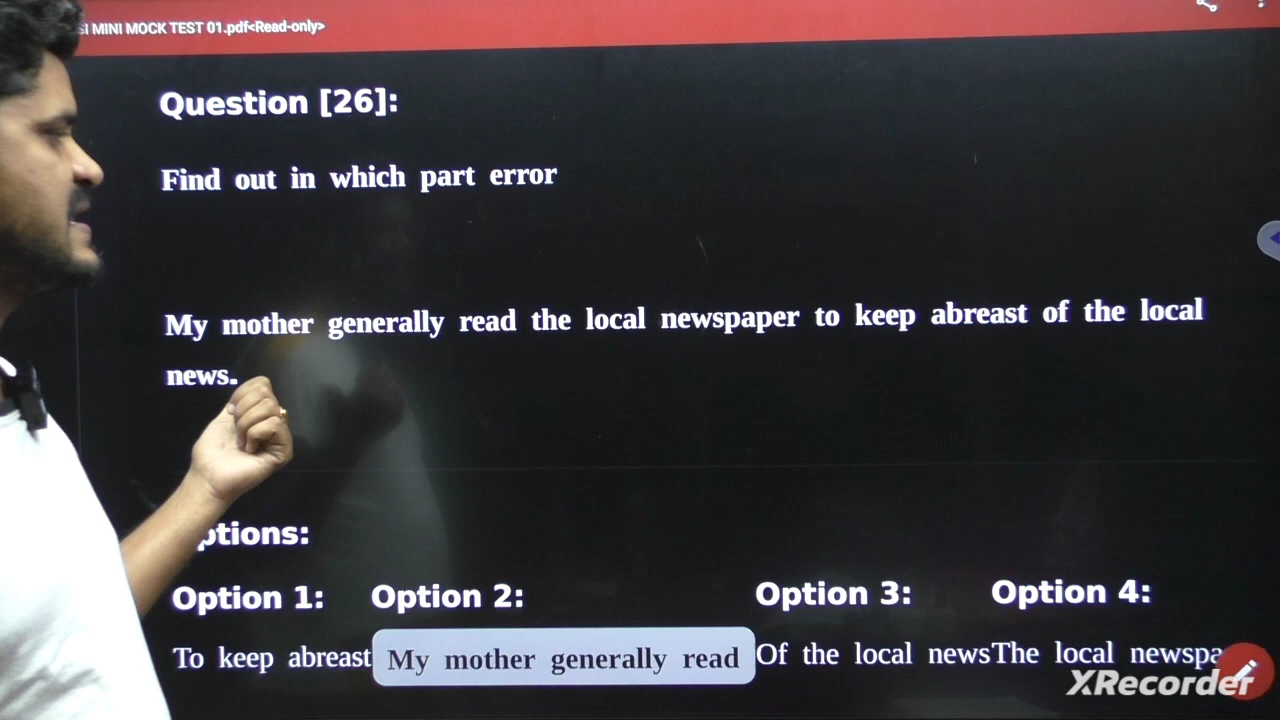 SI MINI MOCK TEST 01.pdf<Read-only>
Question [26]:
Find out in which part error
My mother generally read the local newspaper to keep abreast of the local
news.
ptions:
Option 1: Option 2: Option 3: Option 4:
To keep abreast My mother generally read Of the local news The local newspa
XRecorder